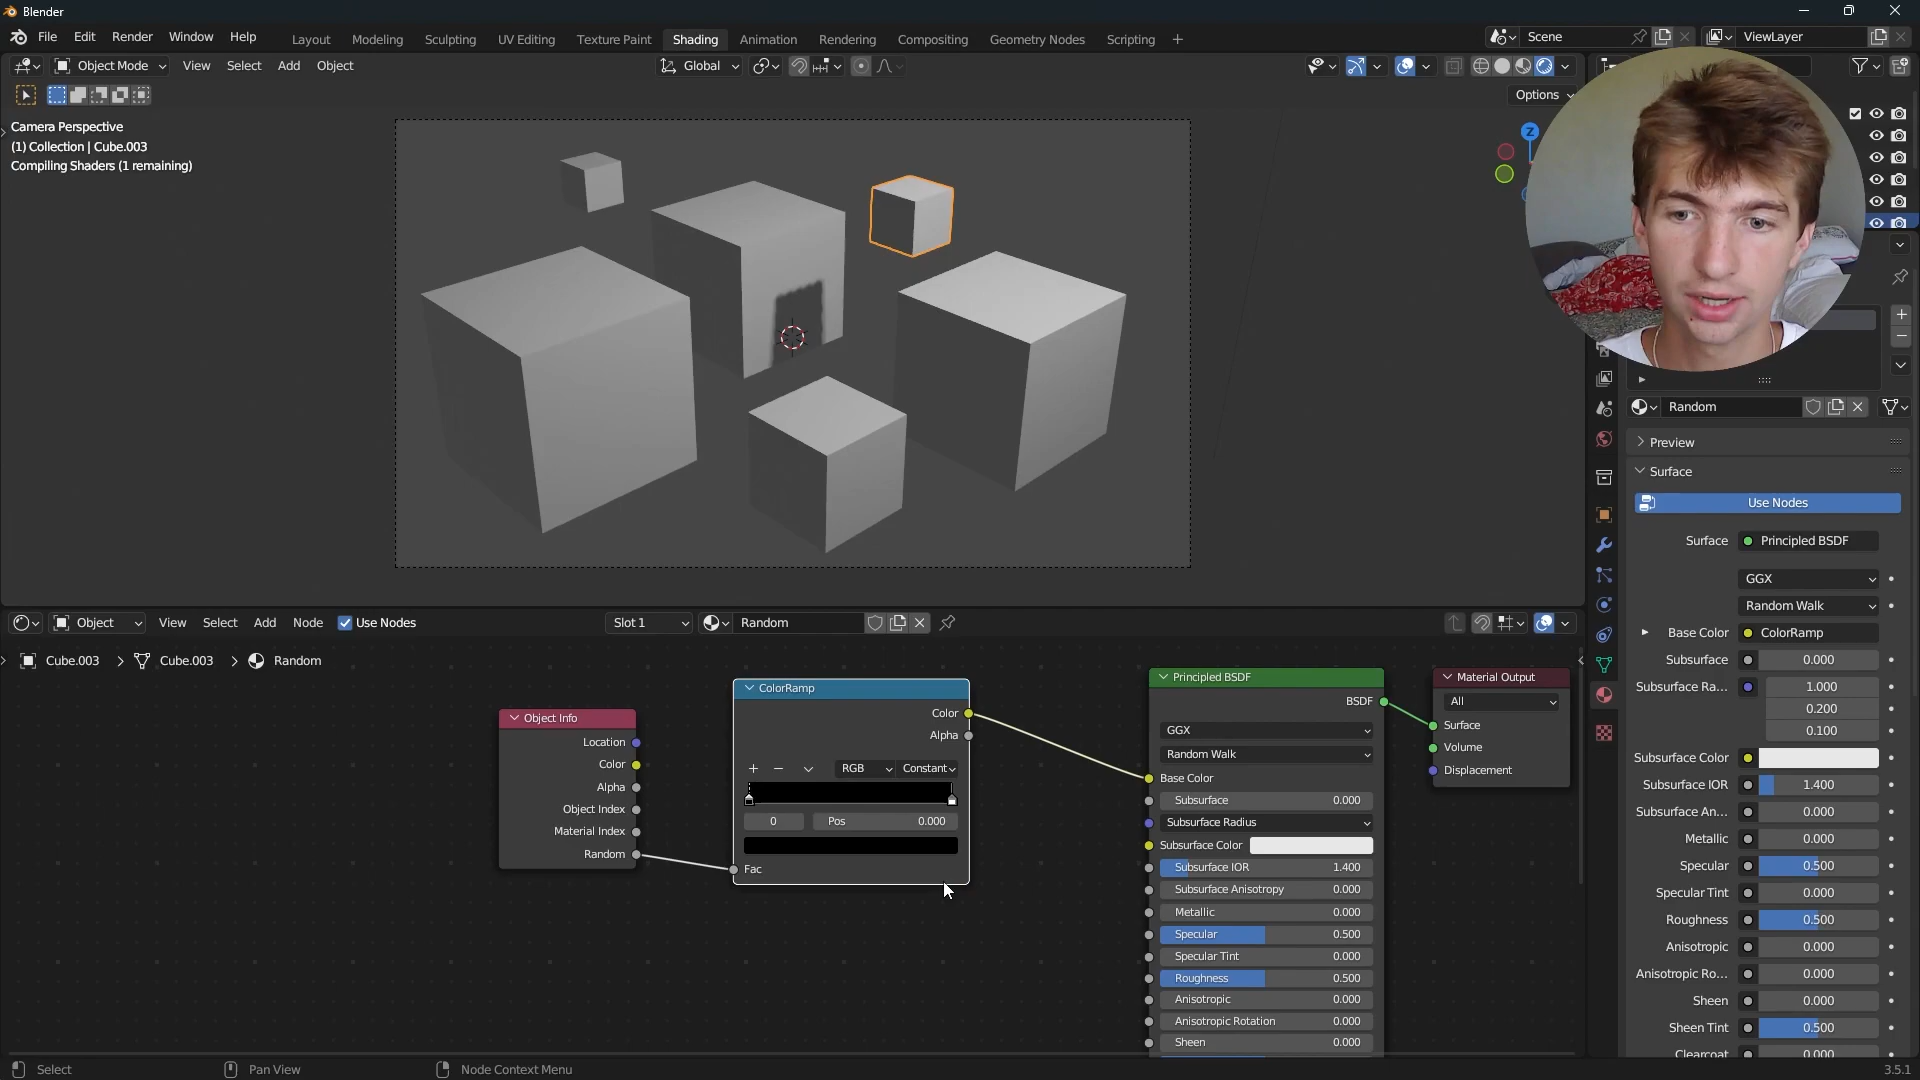 Blender
File Edit Render Window Help Layout Modeling Sculpting UV Editing Texture Paint Shading Animation Rendering Compositing Geometry Nodes Scripting + Scene ViewLayer
Object Mode View Select Add Object Global
Options
Camera Perspective
(1) Collection | Cube.003
Compiling Shaders (1 remaining)
Z
Random
Preview
Surface
Use Nodes
Surface Principled BSDF
GGX
Random Walk
Base Color ColorRamp
Subsurface 0.000
Subsurface Ra... 1.000
0.200
0.100
Subsurface Color
Subsurface IOR 1.400
Subsurface An... 0.000
Metallic 0.000
Specular 0.500
Specular Tint 0.000
Roughness 0.500
Anisotropic 0.000
Anisotropic Ro... 0.000
Sheen 0.000
Sheen Tint 0.500
Clearcoat 0.000
Object View Select Add Node Use Nodes Slot 1 Random
Cube.003 > Cube.003 > Random
Object Info
Location
Color
Alpha
Object Index
Material Index
Random
ColorRamp
Color
Alpha
+ − RGB Constant
0 Pos 0.000
Fac
Principled BSDF
BSDF
GGX
Random Walk
Base Color
Subsurface 0.000
Subsurface Radius
Subsurface Color
Subsurface IOR 1.400
Subsurface Anisotropy 0.000
Metallic 0.000
Specular 0.500
Specular Tint 0.000
Roughness 0.500
Anisotropic 0.000
Anisotropic Rotation 0.000
Sheen 0.000
Material Output
All
Surface
Volume
Displacement
Select Pan View Node Context Menu 3.5.1